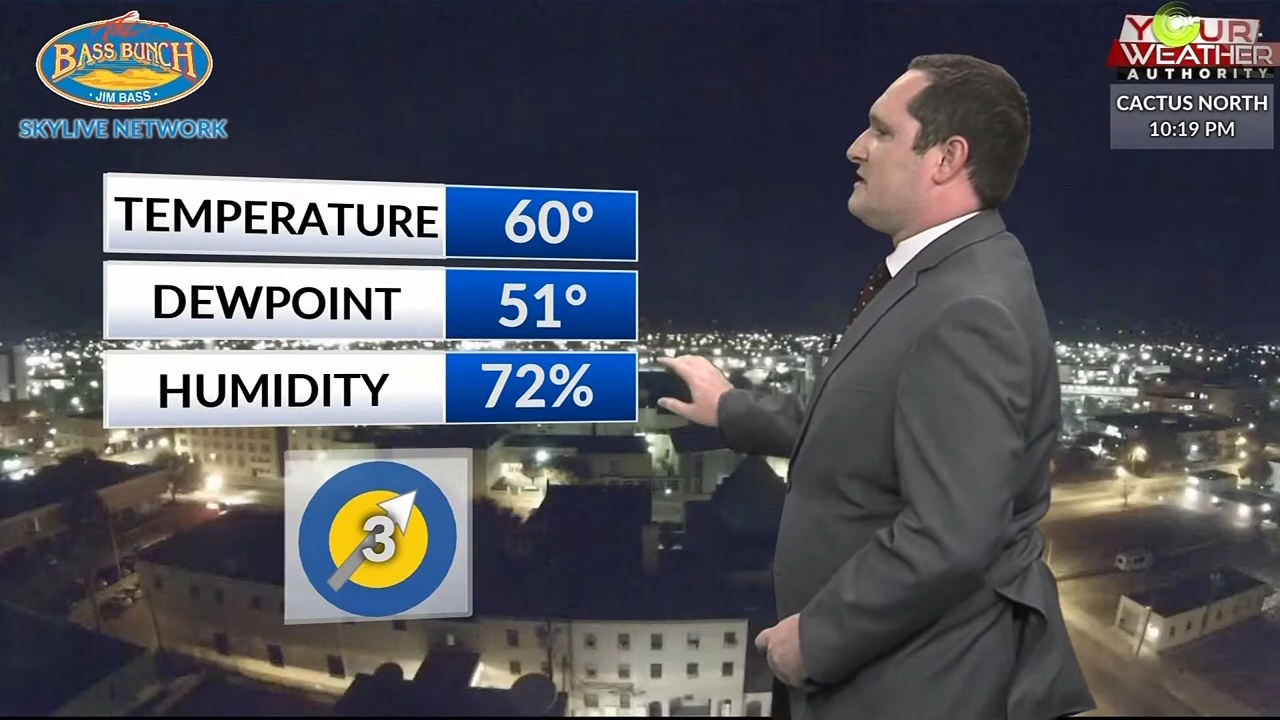 The
BASS BUNCH
• JIM BASS •
SKYLIVE NETWORK
YOUR
WEATHER
AUTHORITY
CACTUS NORTH
10:19 PM
TEMPERATURE 60°
DEWPOINT 51°
HUMIDITY 72%
3